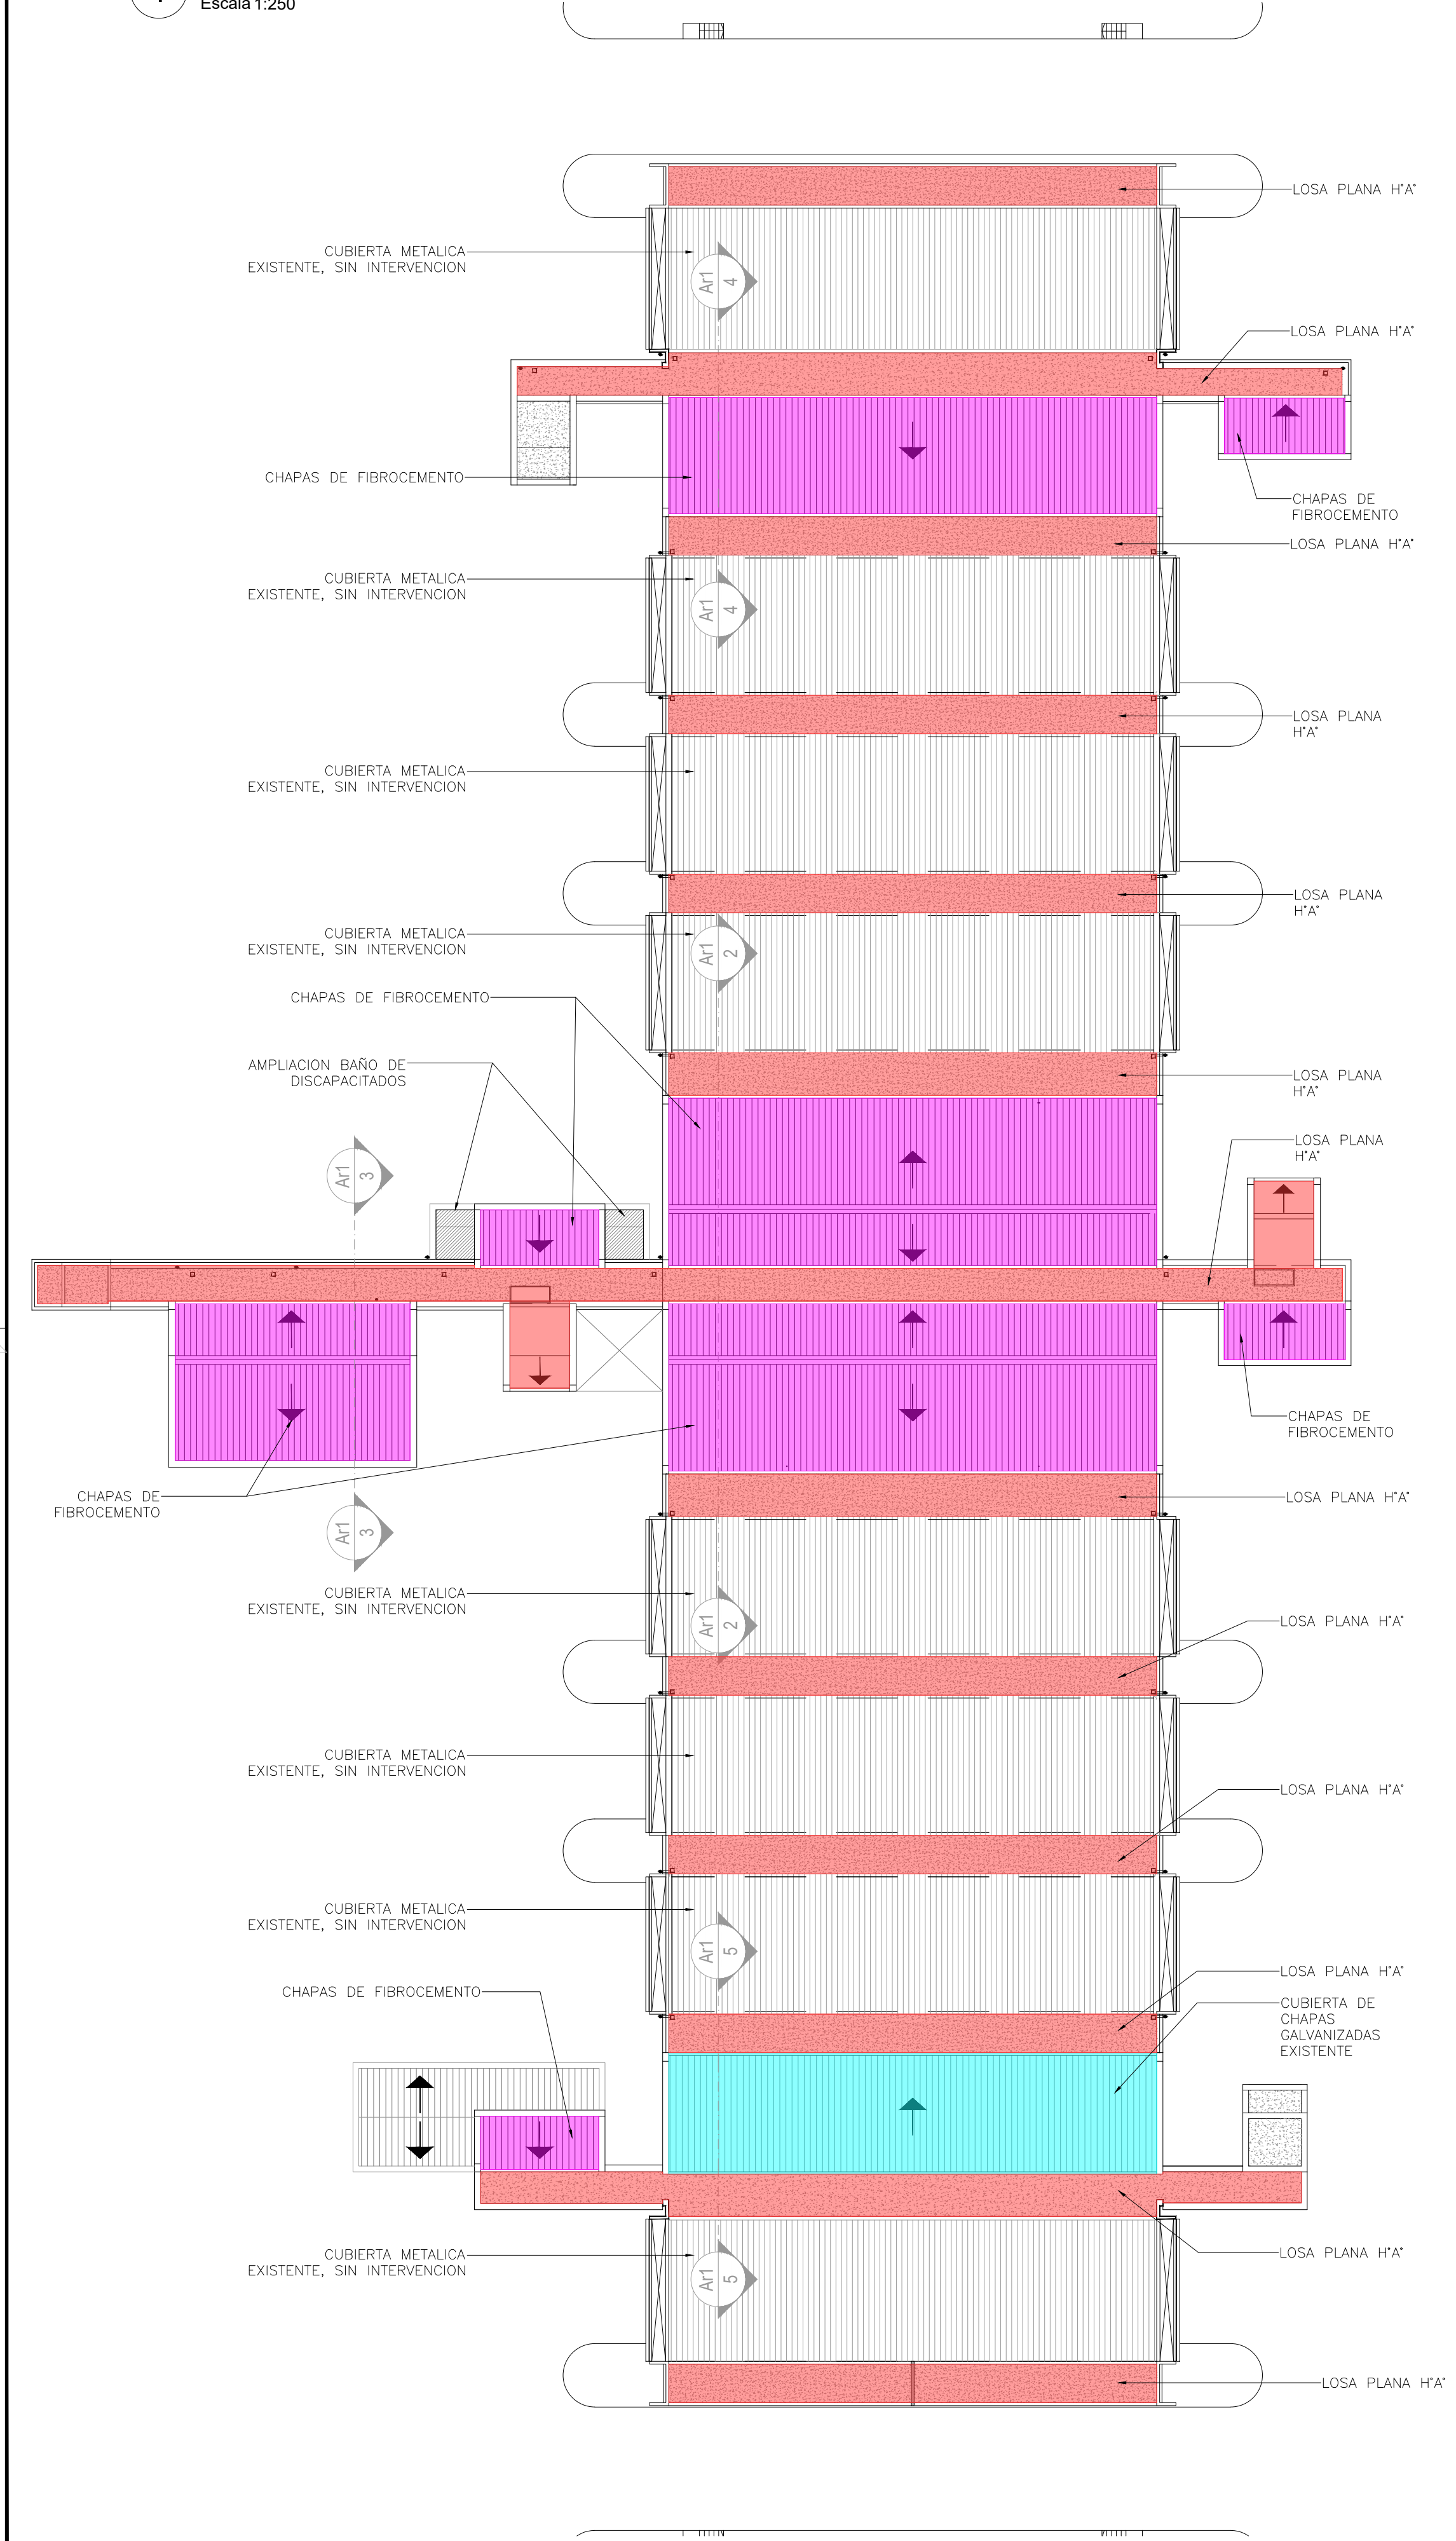 Escala 1:250
LOSA PLANA H°A°
CUBIERTA METALICA
EXISTENTE, SIN INTERVENCION
Ar1
4
LOSA PLANA H°A°
CHAPAS DE FIBROCEMENTO
CHAPAS DE
FIBROCEMENTO
LOSA PLANA H°A°
CUBIERTA METALICA
EXISTENTE, SIN INTERVENCION
Ar1
4
LOSA PLANA
H°A°
CUBIERTA METALICA
EXISTENTE, SIN INTERVENCION
LOSA PLANA
H°A°
CUBIERTA METALICA
EXISTENTE, SIN INTERVENCION
Ar1
2
CHAPAS DE FIBROCEMENTO
AMPLIACION BAÑO DE
DISCAPACITADOS
LOSA PLANA
H°A°
LOSA PLANA
H°A°
Ar1
3
CHAPAS DE
FIBROCEMENTO
CHAPAS DE
FIBROCEMENTO
LOSA PLANA H°A°
Ar1
3
CUBIERTA METALICA
EXISTENTE, SIN INTERVENCION
Ar1
2
LOSA PLANA H°A°
CUBIERTA METALICA
EXISTENTE, SIN INTERVENCION
LOSA PLANA H°A°
CUBIERTA METALICA
EXISTENTE, SIN INTERVENCION
Ar1
5
LOSA PLANA H°A°
CHAPAS DE FIBROCEMENTO
CUBIERTA DE
CHAPAS
GALVANIZADAS
EXISTENTE
LOSA PLANA H°A°
CUBIERTA METALICA
EXISTENTE, SIN INTERVENCION
Ar1
5
LOSA PLANA H°A°